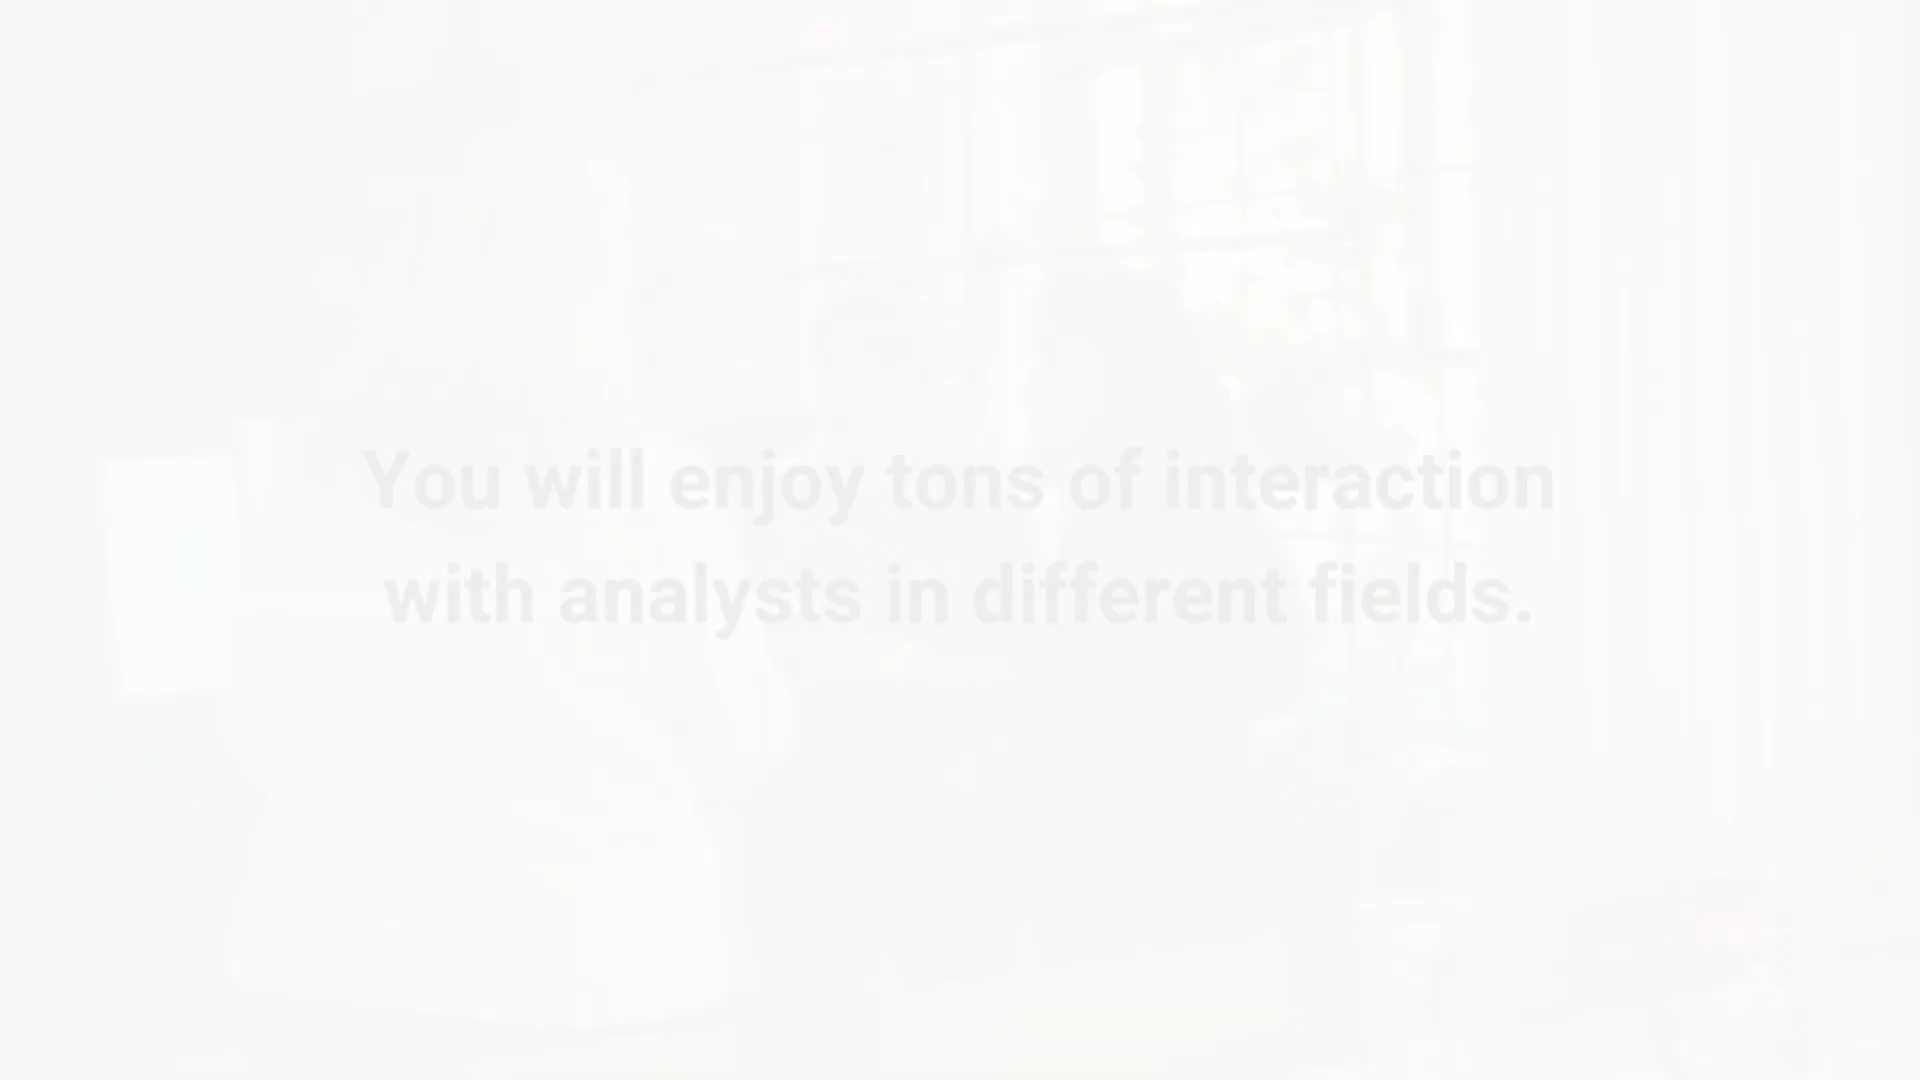 You will enjoy tons of interaction
with analysts in different fields.